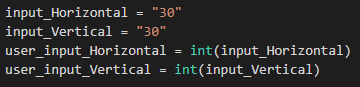 input_Horizontal = "30"
input_Vertical = "30"
user_input_Horizontal = int(input_Horizontal)
user_input_Vertical = int(input_Vertical)